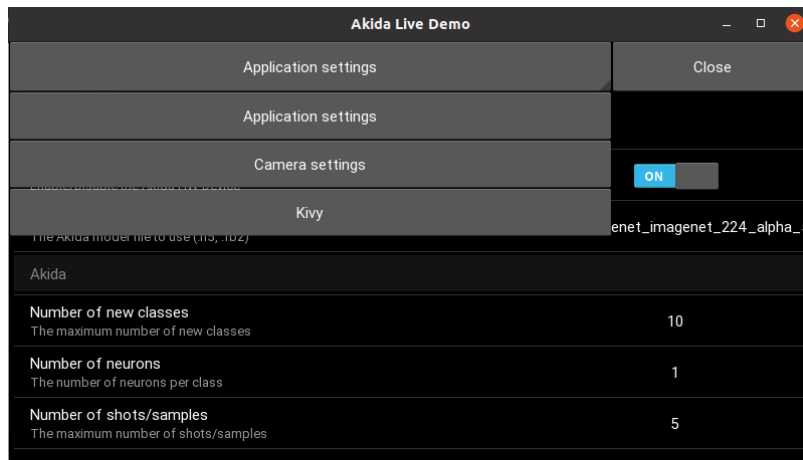 Akida Live Demo
Application settings
Close
Application settings
Camera settings
ON
Kivy
The Akida model file to use (.h5, .fbz)
enet_imagenet_224_alpha_
Akida
Number of new classes
The maximum number of new classes
10
Number of neurons
The number of neurons per class
1
Number of shots/samples
The maximum number of shots/samples
5